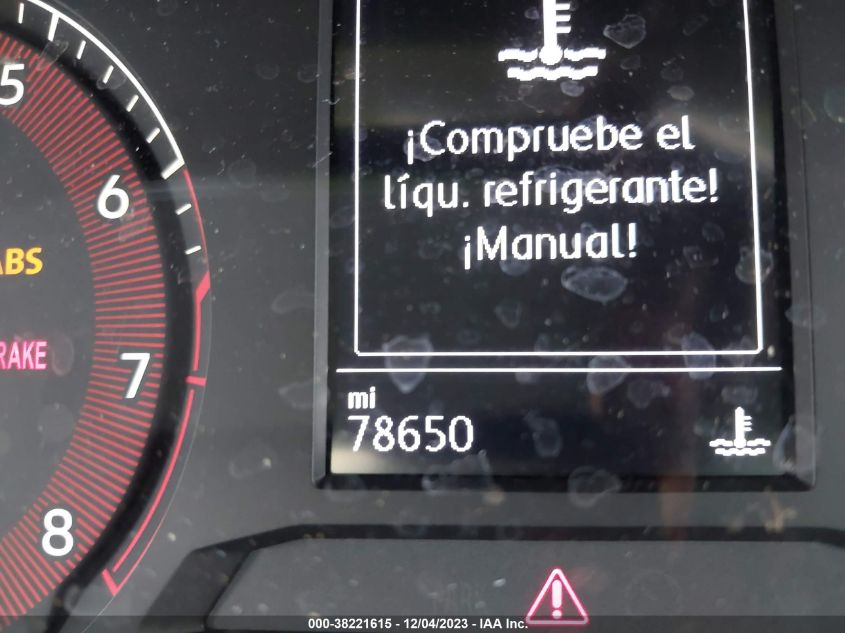 5
6
ABS
RAKE
7
8
¡Compruebe el
líqu. refrigerante!
¡Manual!
mi
78650
000-38221615 - 12/04/2023 - IAA Inc.